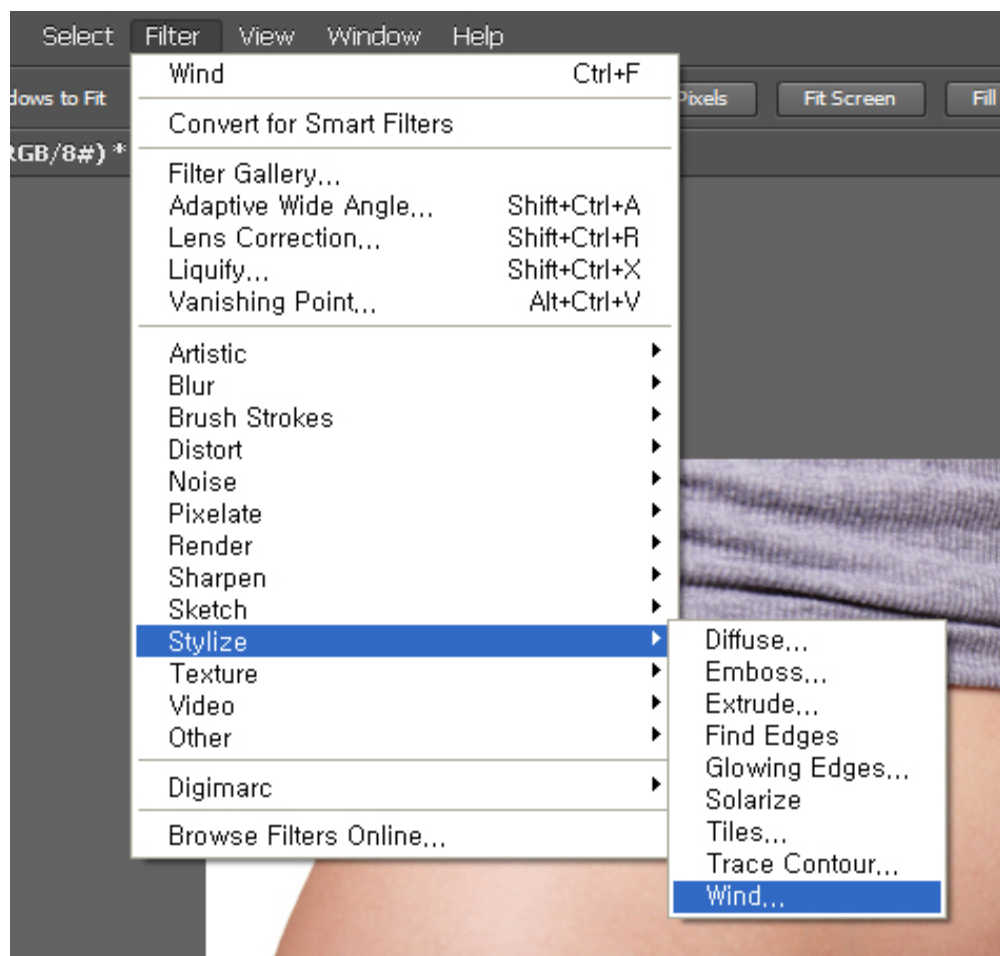 Select Filter View Window Help
dows to Fit Pixels Fit Screen Fill
RGB/8#) *
Wind Ctrl+F
Convert for Smart Filters
Filter Gallery...
Adaptive Wide Angle... Shift+Ctrl+A
Lens Correction... Shift+Ctrl+R
Liquify... Shift+Ctrl+X
Vanishing Point... Alt+Ctrl+V
Artistic
Blur
Brush Strokes
Distort
Noise
Pixelate
Render
Sharpen
Sketch
Stylize
Texture
Video
Other
Digimarc
Browse Filters Online...
Diffuse...
Emboss...
Extrude...
Find Edges
Glowing Edges...
Solarize
Tiles...
Trace Contour...
Wind...